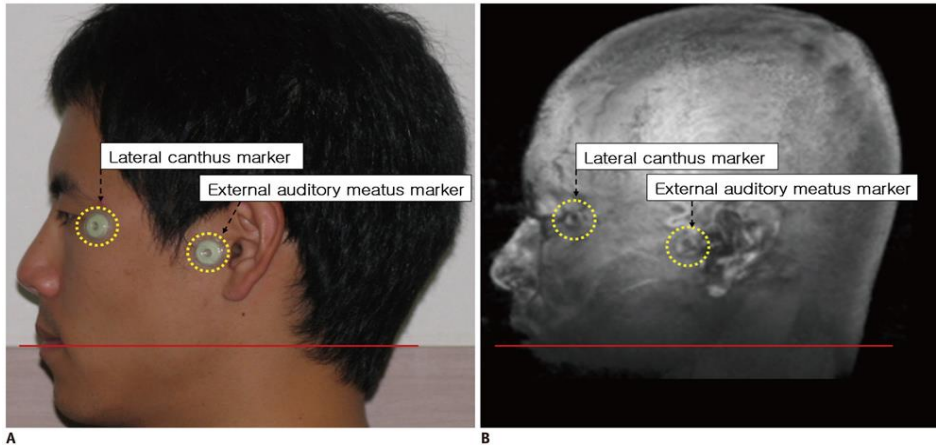 Lateral canthus marker
External auditory meatus marker
Lateral canthus marker
External auditory meatus marker
A
B